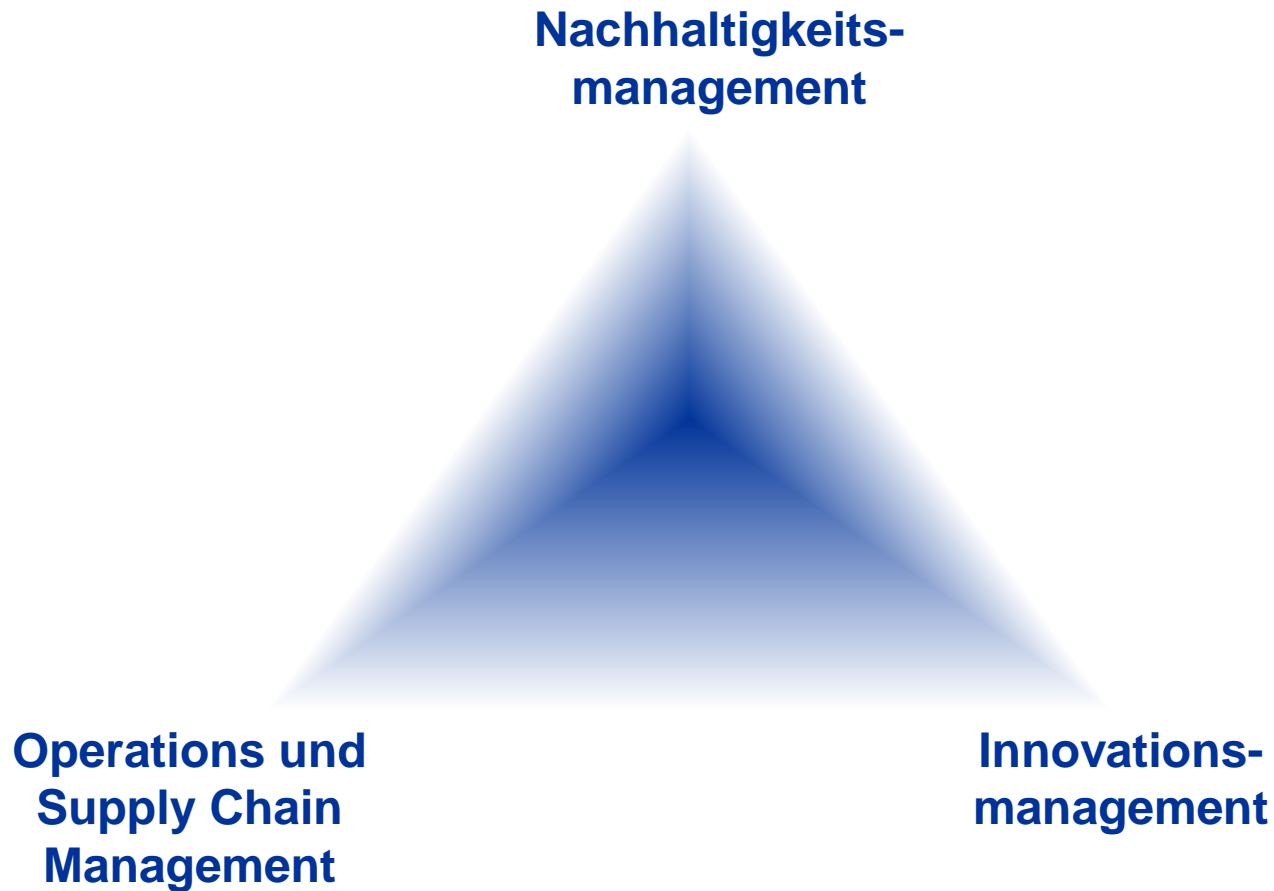 Nachhaltigkeits-
management
Operations und
Supply Chain
Management
Innovations-
management